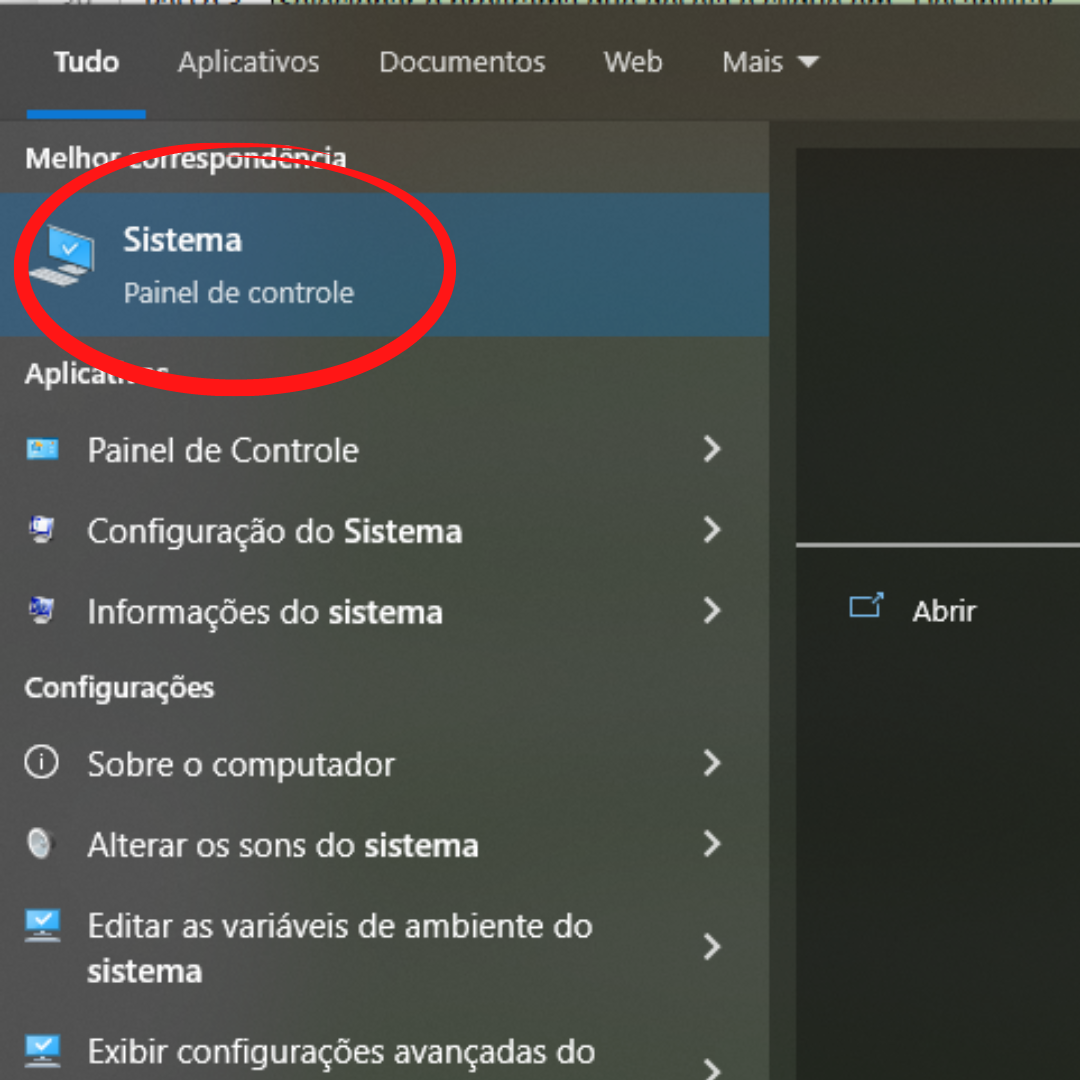 Tudo Aplicativos Documentos Web Mais
Melhor correspondência
Sistema
Painel de controle
Aplicativos
Painel de Controle
Configuração do Sistema
Informações do sistema
Abrir
Configurações
Sobre o computador
Alterar os sons do sistema
Editar as variáveis de ambiente do
sistema
Exibir configurações avançadas do